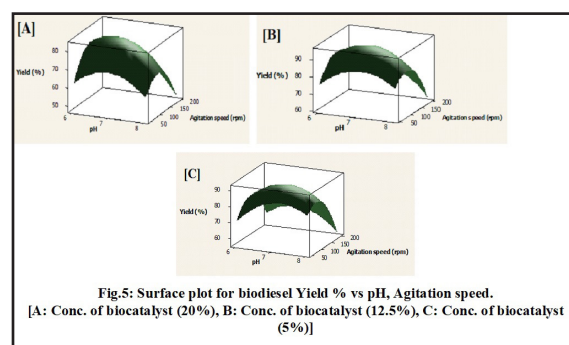 [A]
Yield (%)
80
70
60
50
6
7
8
pH
50
100
150
200
Agitation speed (rpm)
[B]
Yield (%)
90
80
70
60
6
7
8
pH
50
100
150
200
Agitation speed (rpm)
[C]
Yield (%)
90
80
70
60
6
7
8
pH
50
100
150
200
Agitation speed (rpm)
Fig.5: Surface plot for biodiesel Yield % vs pH, Agitation speed.
[A: Conc. of biocatalyst (20%), B: Conc. of biocatalyst (12.5%), C: Conc. of biocatalyst
(5%)]